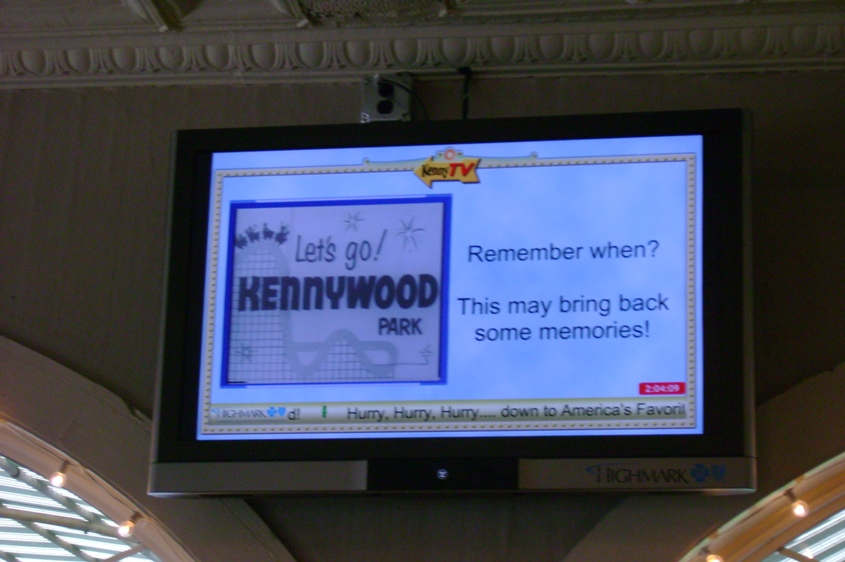 KennyTV
Let's go!
KENNYWOOD
PARK
Remember when?
This may bring back
some memories!
2:04:09
HIGHMARK d! Hurry, Hurry, Hurry.... down to America's Favorit
HIGHMARK